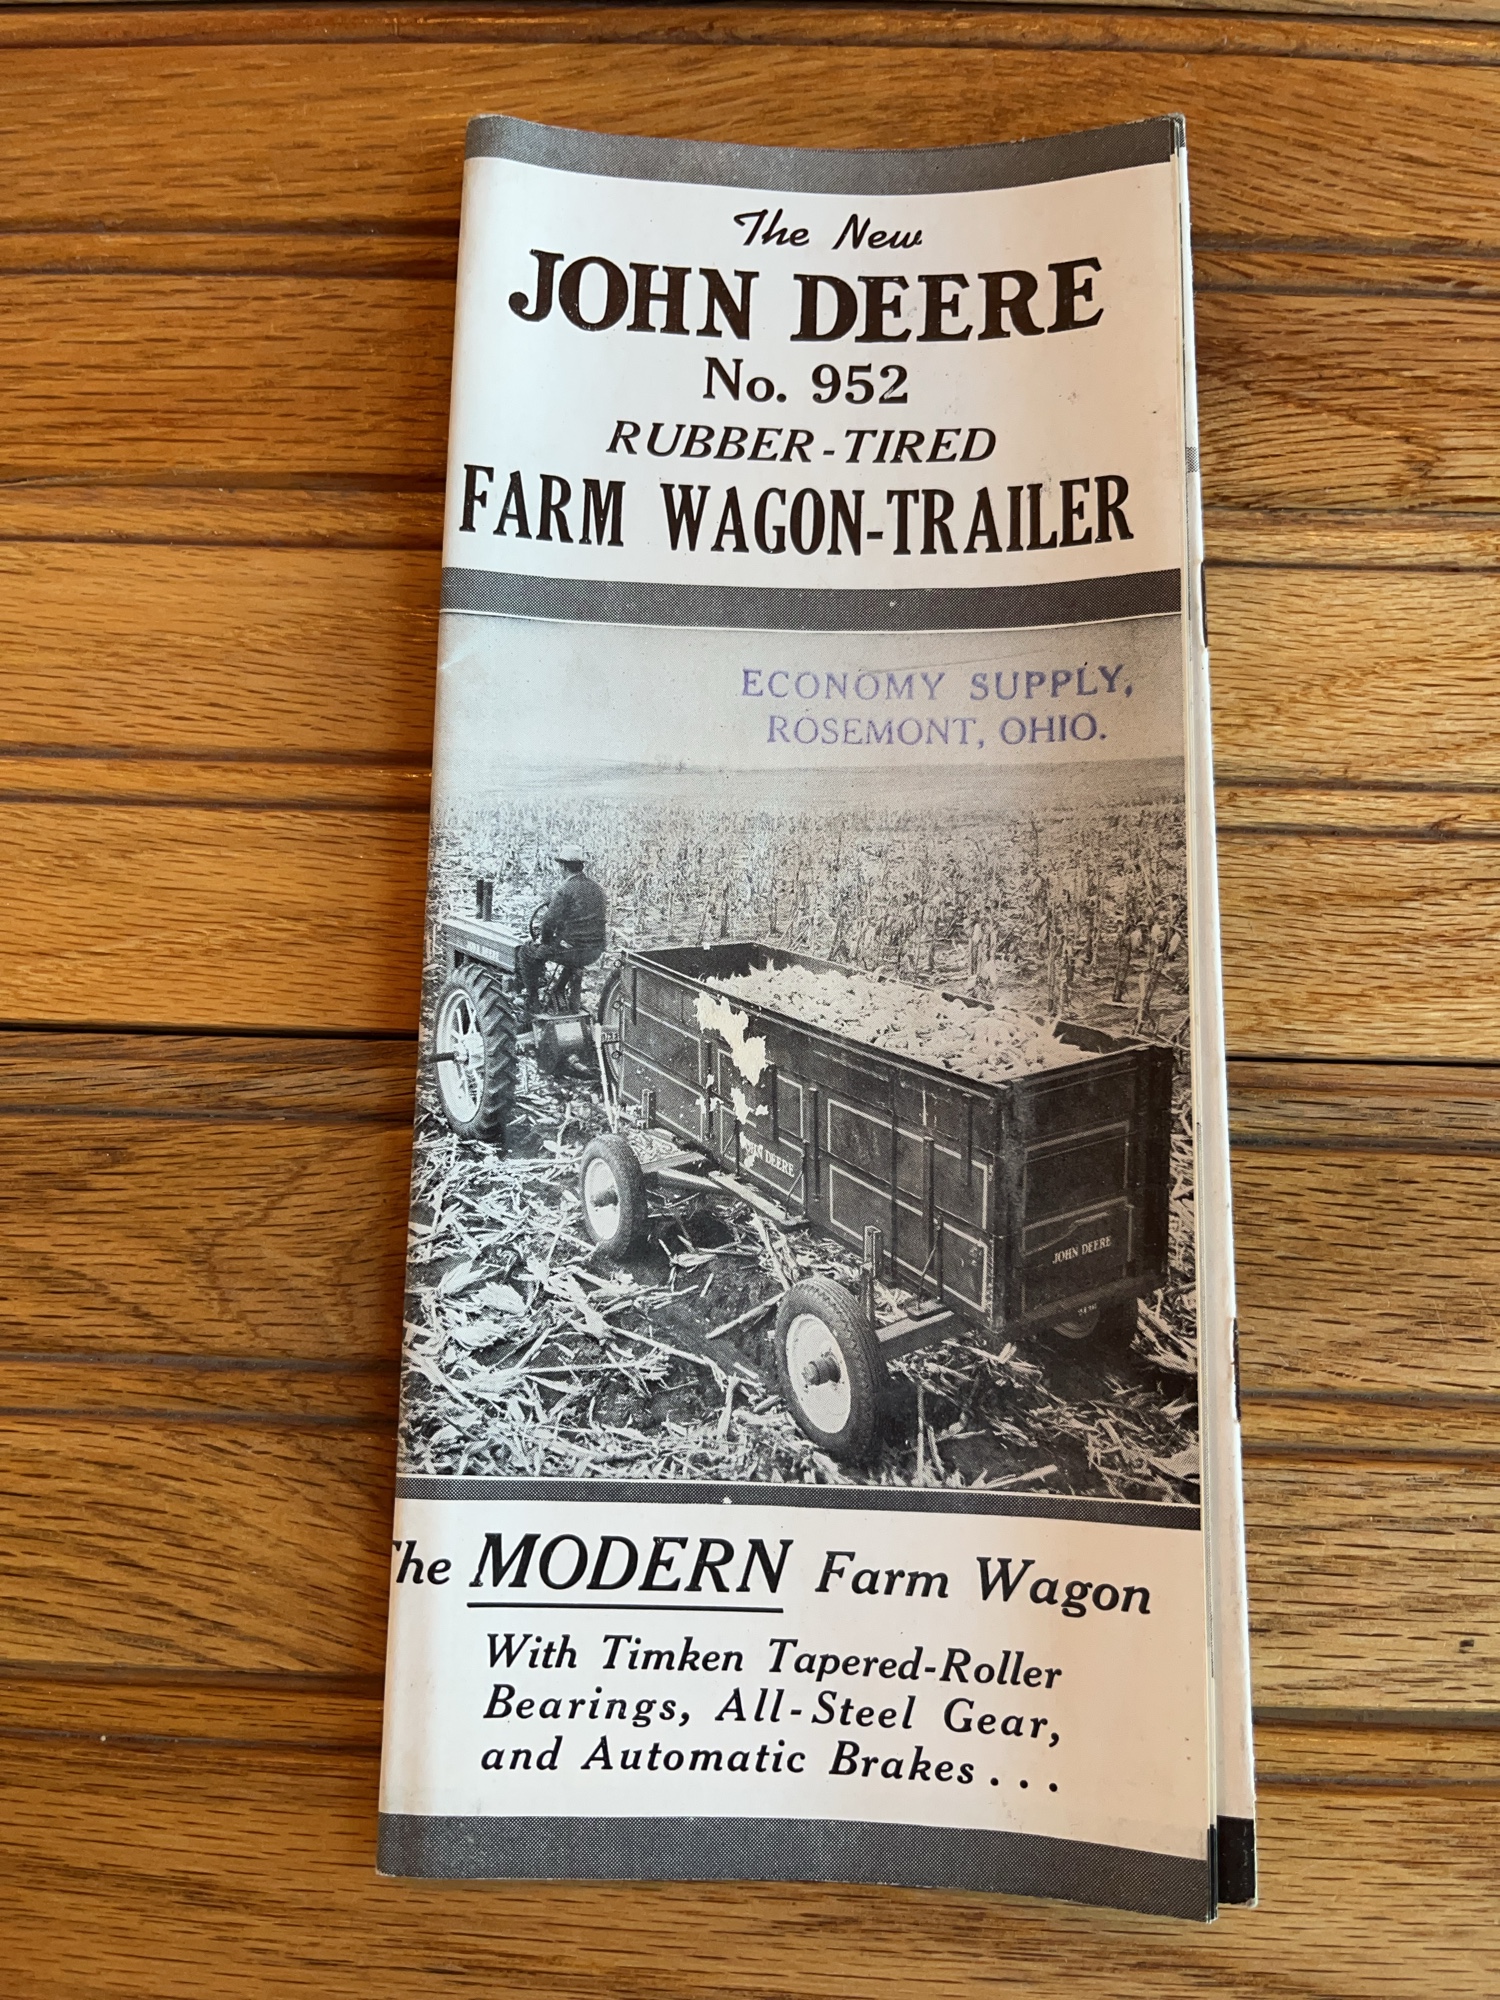 The New
JOHN DEERE
No. 952
RUBBER-TIRED
FARM WAGON-TRAILER
ECONOMY SUPPLY,
ROSEMONT, OHIO.
JOHN DEERE
JOHN DEERE
The MODERN Farm Wagon
With Timken Tapered-Roller
Bearings, All-Steel Gear,
and Automatic Brakes...